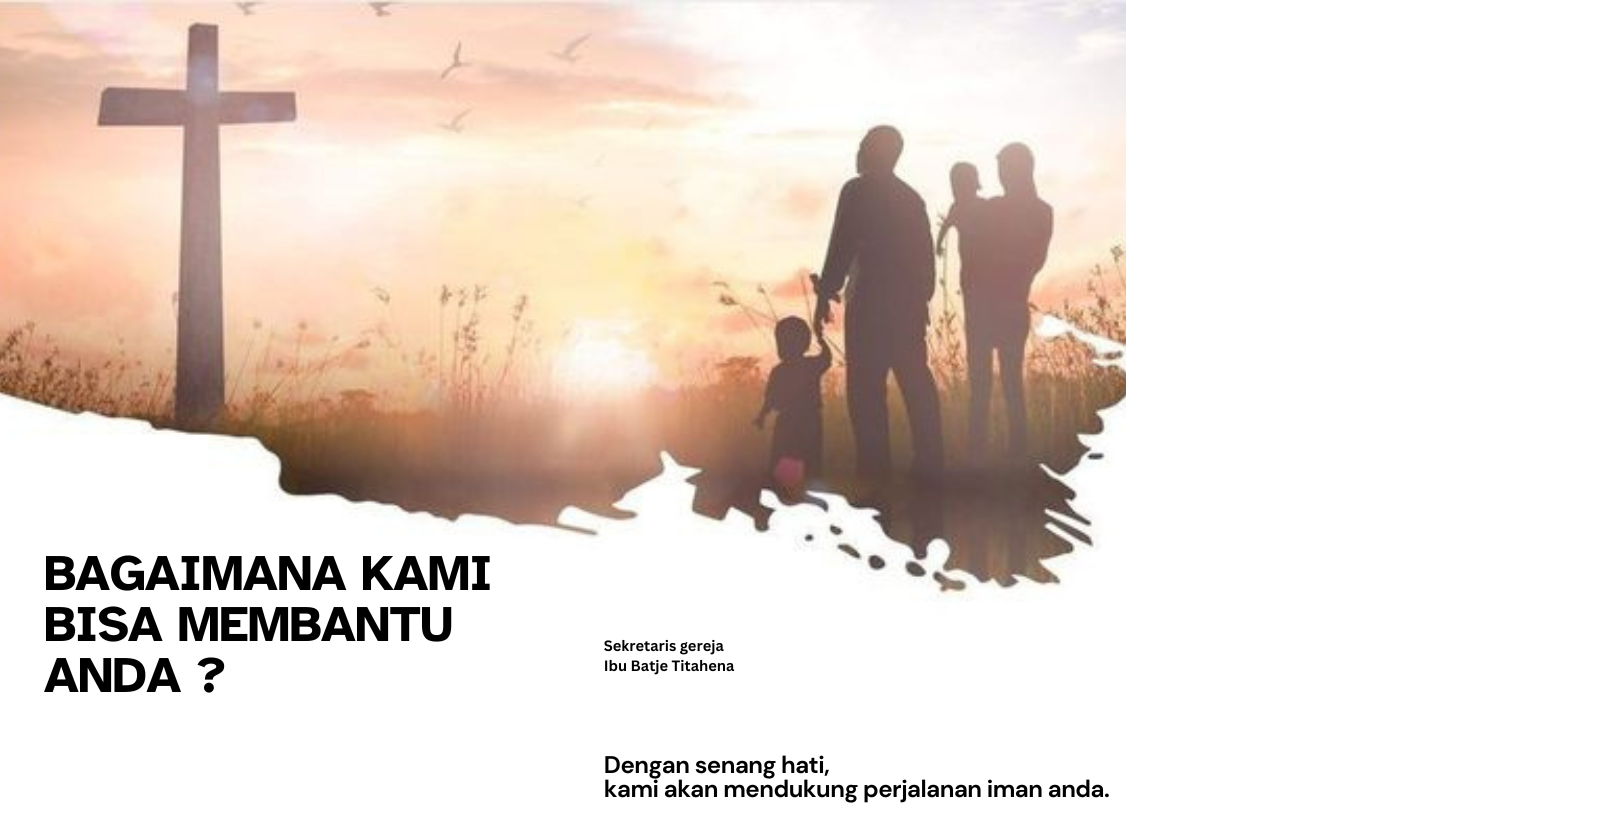 BAGAIMANA KAMI
BISA MEMBANTU
ANDA ?
Sekretaris gereja
Ibu Batje Titahena
Dengan senang hati,
kami akan mendukung perjalanan iman anda.